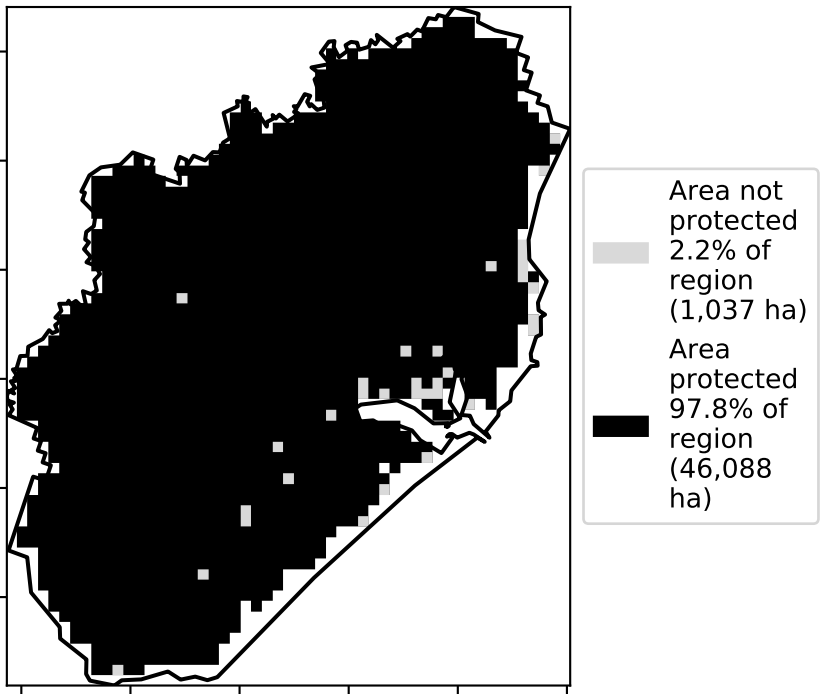 Area not
protected
2.2% of
region
(1,037 ha)
Area
protected
97.8% of
region
(46,088
ha)